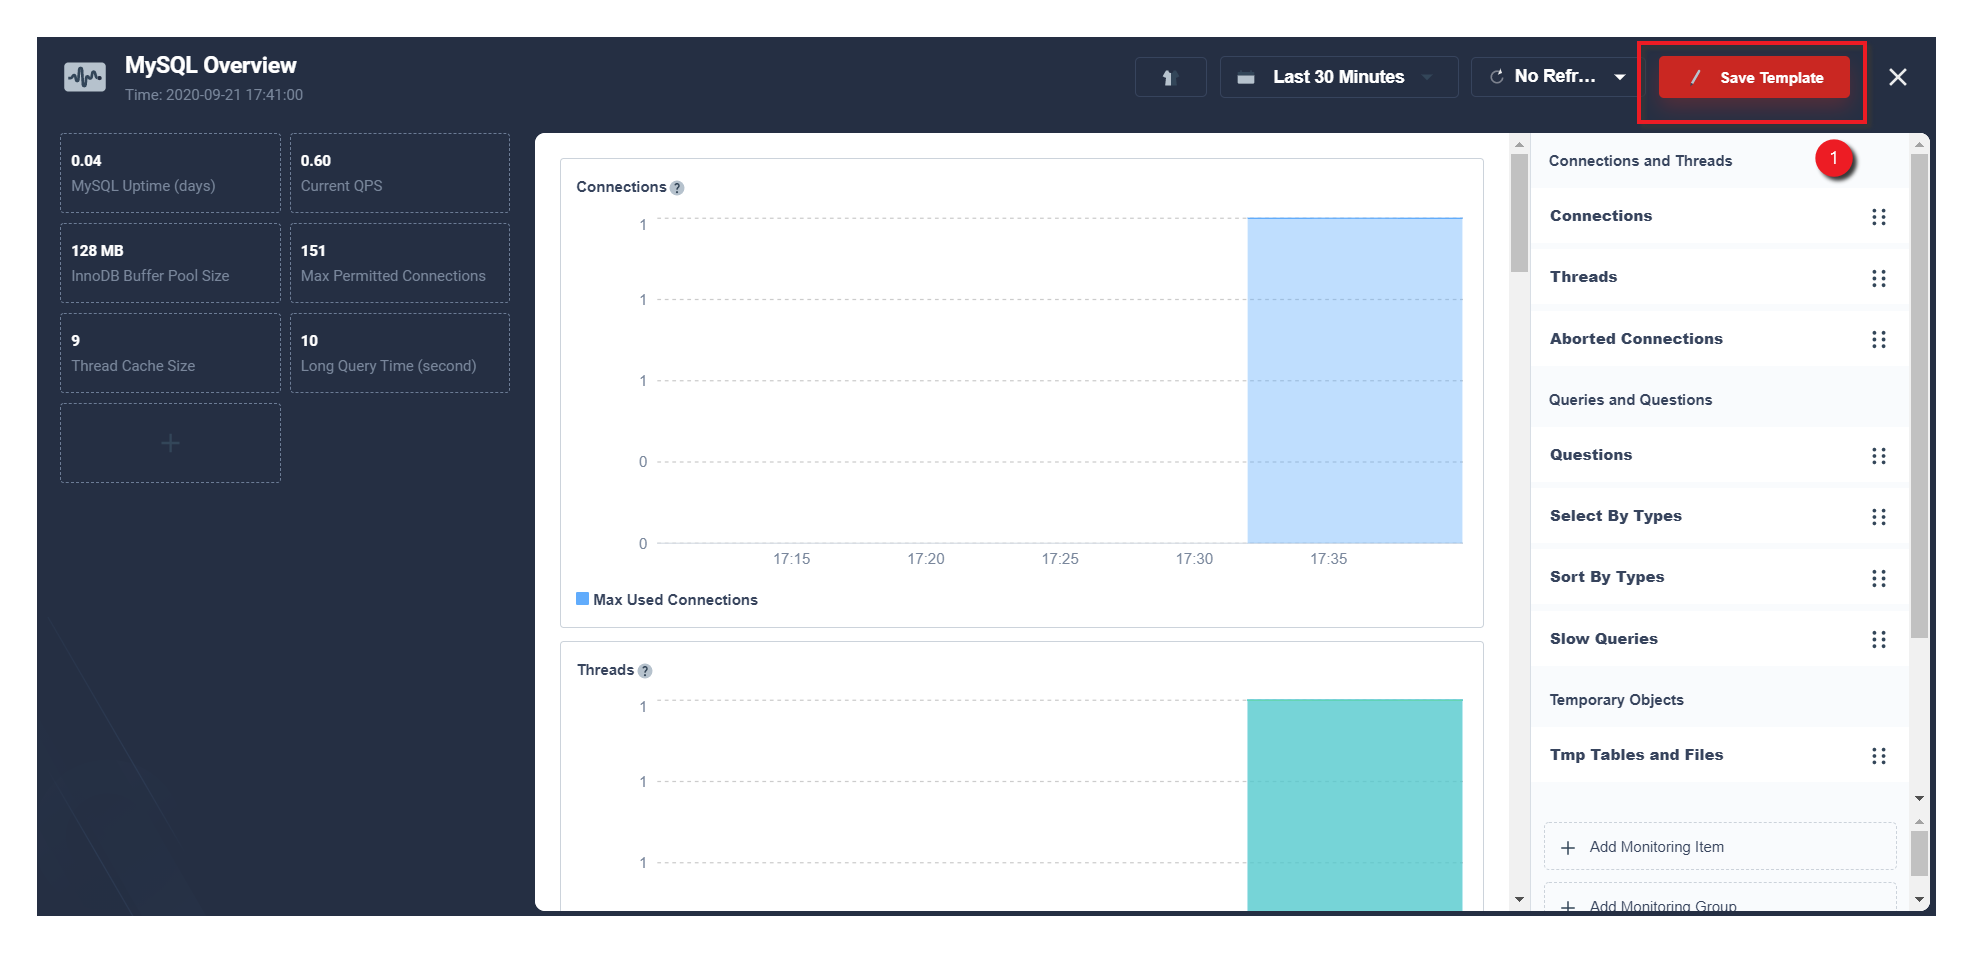 MySQL Overview
Time: 2020-09-21 17:41:00
Last 30 Minutes
No Refr...
Save Template
1
0.04
MySQL Uptime (days)
0.60
Current QPS
128 MB
InnoDB Buffer Pool Size
151
Max Permitted Connections
9
Thread Cache Size
10
Long Query Time (second)
Connections ?
1
1
1
0
0
17:15 17:20 17:25 17:30 17:35
Max Used Connections
Threads ?
1
1
1
Connections and Threads
Connections
Threads
Aborted Connections
Queries and Questions
Questions
Select By Types
Sort By Types
Slow Queries
Temporary Objects
Tmp Tables and Files
+ Add Monitoring Item
+ Add Monitoring Group